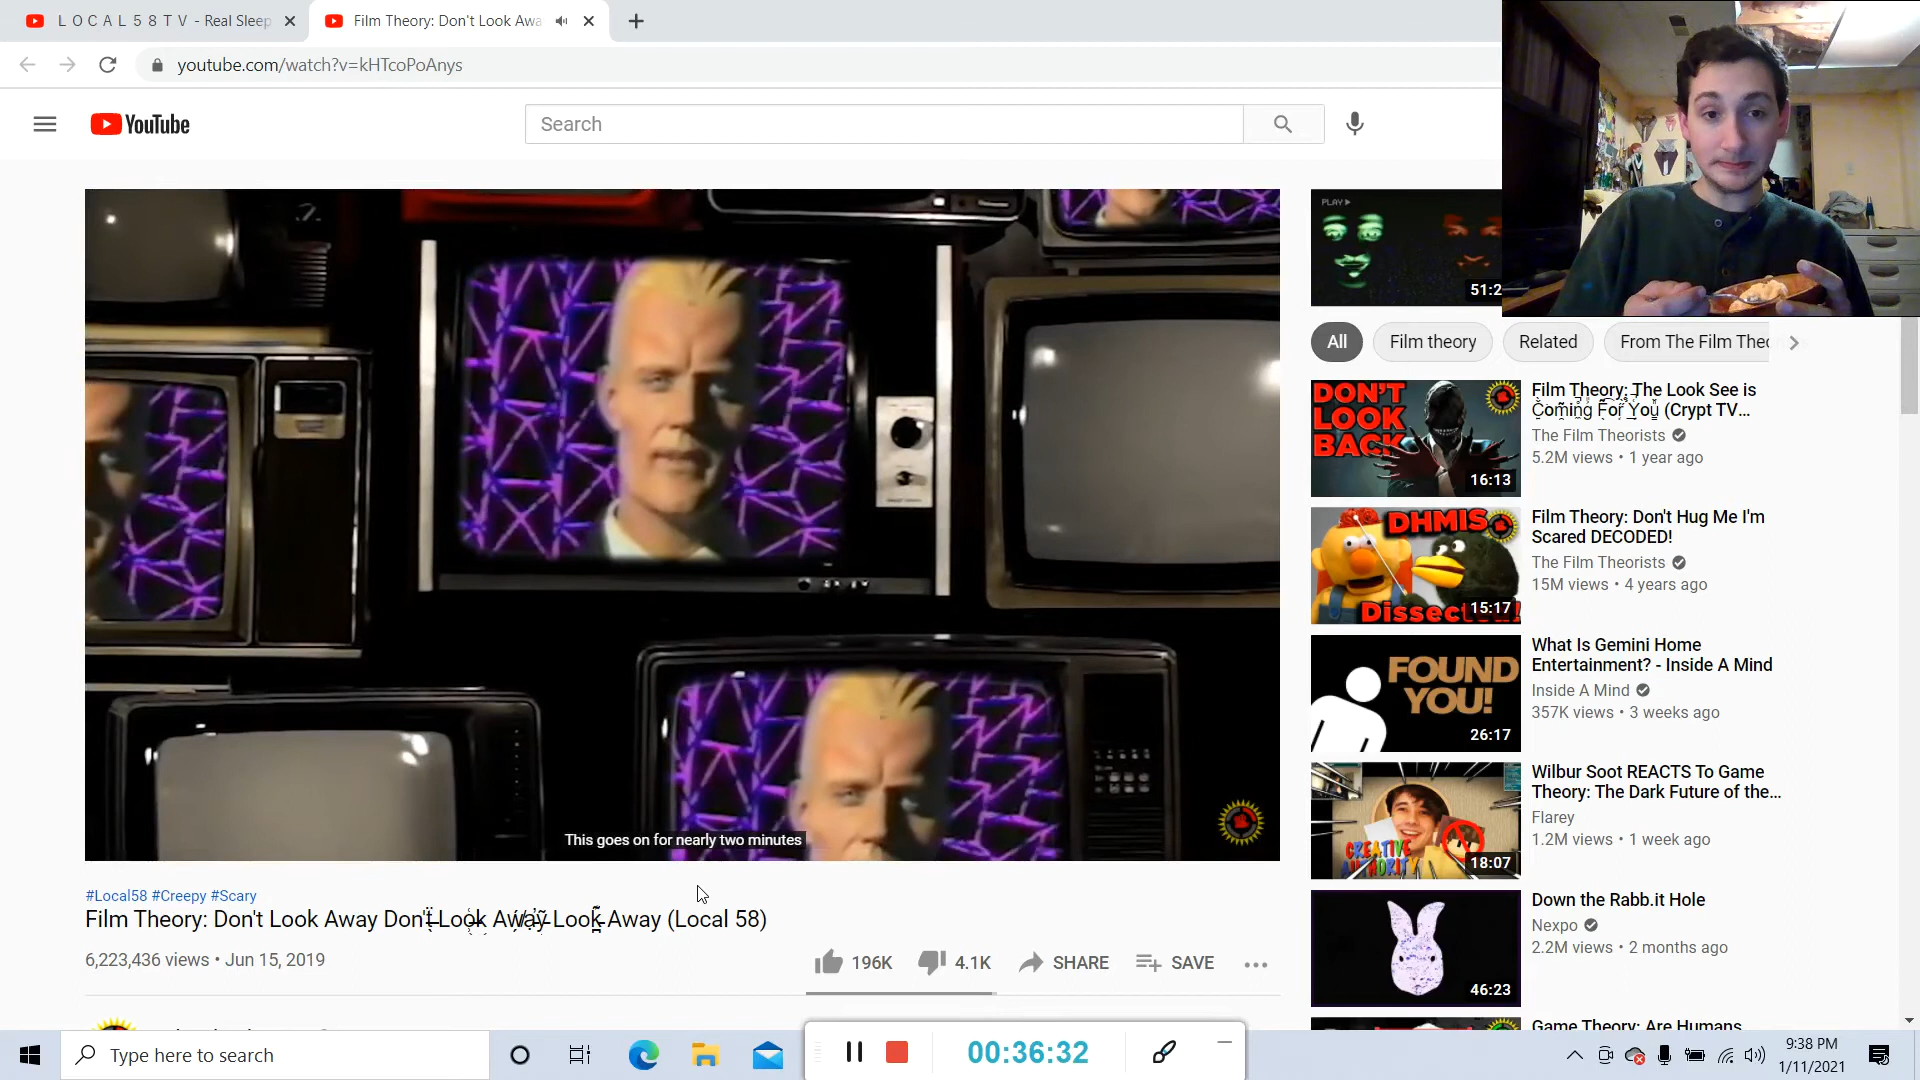 L O C A L 5 8 T V - Real Sleep
Film Theory: Don't Look Awa
youtube.com/watch?v=kHTcoPoAnys
YouTube
Search
PLAY
51:2
All
Film theory
Related
From The Film Theo
DON'T
LOOK
BACK
16:13
Film Theory: The Look See is
Coming For You (Crypt TV...
The Film Theorists
5.2M views • 1 year ago
DHMIS
Dissected!
15:17
Film Theory: Don't Hug Me I'm
Scared DECODED!
The Film Theorists
15M views • 4 years ago
FOUND
YOU!
26:17
What Is Gemini Home
Entertainment? - Inside A Mind
Inside A Mind
357K views • 3 weeks ago
CREATIVE
AUTHORITY
18:07
Wilbur Soot REACTS To Game
Theory: The Dark Future of the...
Flarey
1.2M views • 1 week ago
46:23
Down the Rabb.it Hole
Nexpo
2.2M views • 2 months ago
Game Theory: Are Humans
This goes on for nearly two minutes
#Local58 #Creepy #Scary
Film Theory: Don't Look Away Don't Look Away Look Away (Local 58)
6,223,436 views • Jun 15, 2019
196K
4.1K
SHARE
SAVE
Type here to search
00:36:32
9:38 PM
1/11/2021